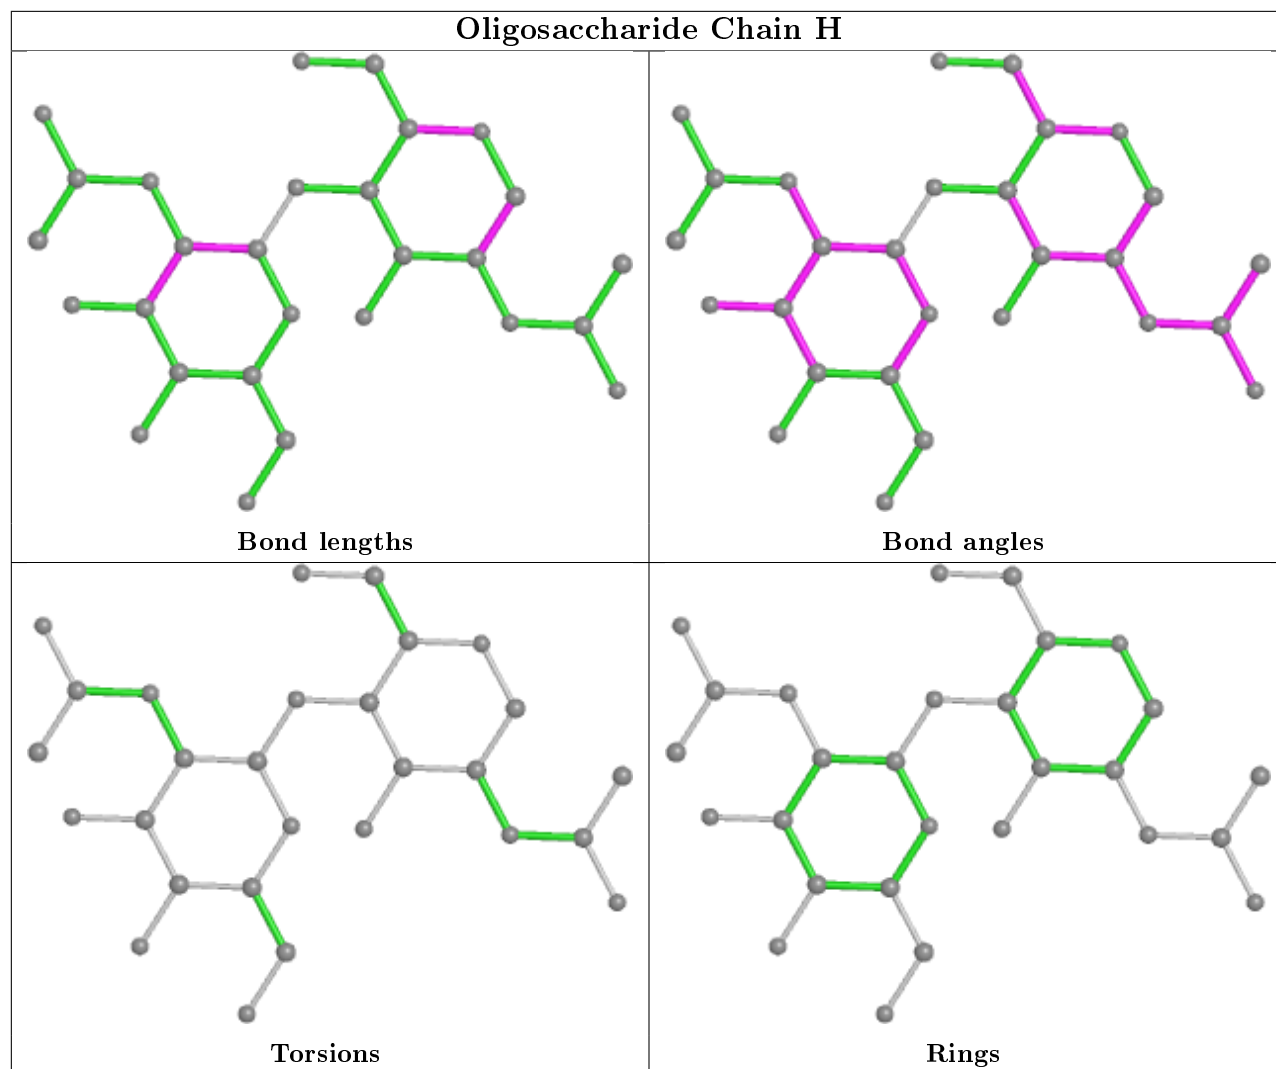 Oligosaccharide Chain H
Bond lengths
Bond angles
Torsions
Rings